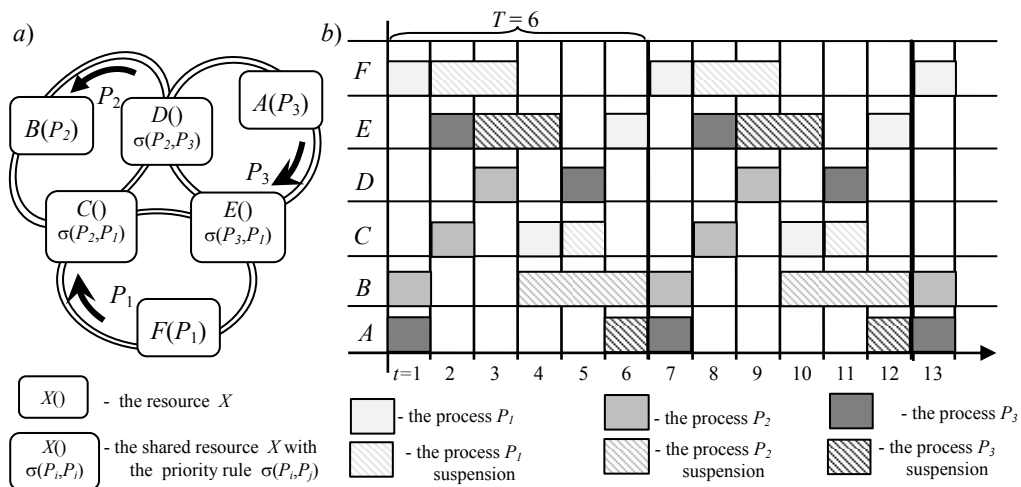 a)
P2
B(P2)
D()
σ(P2,P3)
A(P3)
P3
C()
σ(P2,P1)
E()
σ(P3,P1)
P1
F(P1)
X()
- the resource X
X()
σ(Pi,Pi)
- the shared resource X with
the priority rule σ(Pi,Pj)
b)
T = 6
F
E
D
C
B
A
t=1 2 3 4 5 6 7 8 9 10 11 12 13
- the process P1
- the process P2
- the process P3
- the process P1
suspension
- the process P2
suspension
- the process P3
suspension